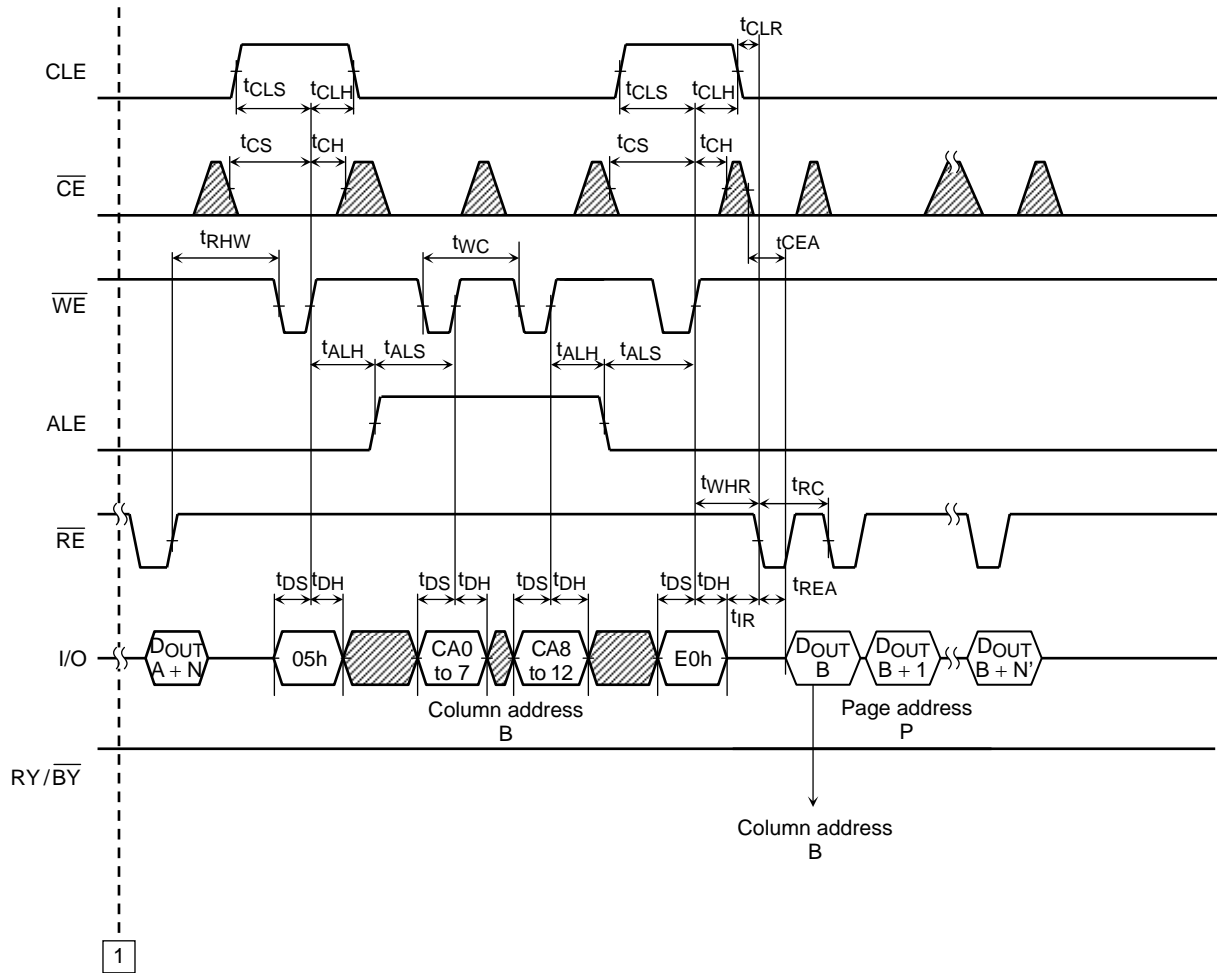 tCLR
CLE
tCLS tCLH tCLS tCLH
tCS tCH tCS tCH
CE
tRHW tWC tCEA
WE
tALH tALS tALH tALS
ALE
tWHR tRC
RE
tDS tDH tDS tDH tDS tDH tDS tDH tREA
tIR
I/O
DOUT
A + N
05h
CA0
to 7
CA8
to 12
E0h
DOUT
B
DOUT
B + 1
DOUT
B + N’
Column address
B
Page address
P
RY/BY
Column address
B
1